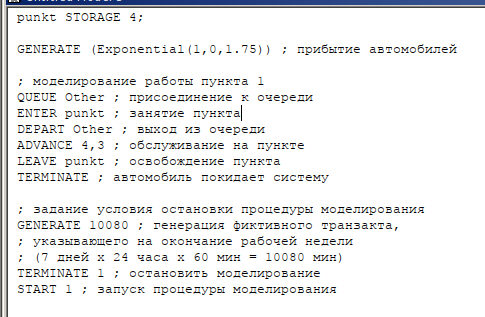 punkt STORAGE 4;
GENERATE (Exponential(1,0,1.75)) ; прибытие автомобилей
; моделирование работы пункта 1
QUEUE Other ; присоединение к очереди
ENTER punkt ; занятие пункта
DEPART Other ; выход из очереди
ADVANCE 4,3 ; обслуживание на пункте
LEAVE punkt ; освобождение пункта
TERMINATE ; автомобиль покидает систему
; задание условия остановки процедуры моделирования
GENERATE 10080 ; генерация фиктивного транзакта,
; указывающего на окончание рабочей недели
; (7 дней x 24 часа x 60 мин = 10080 мин)
TERMINATE 1 ; остановить моделирование
START 1 ; запуск процедуры моделирования